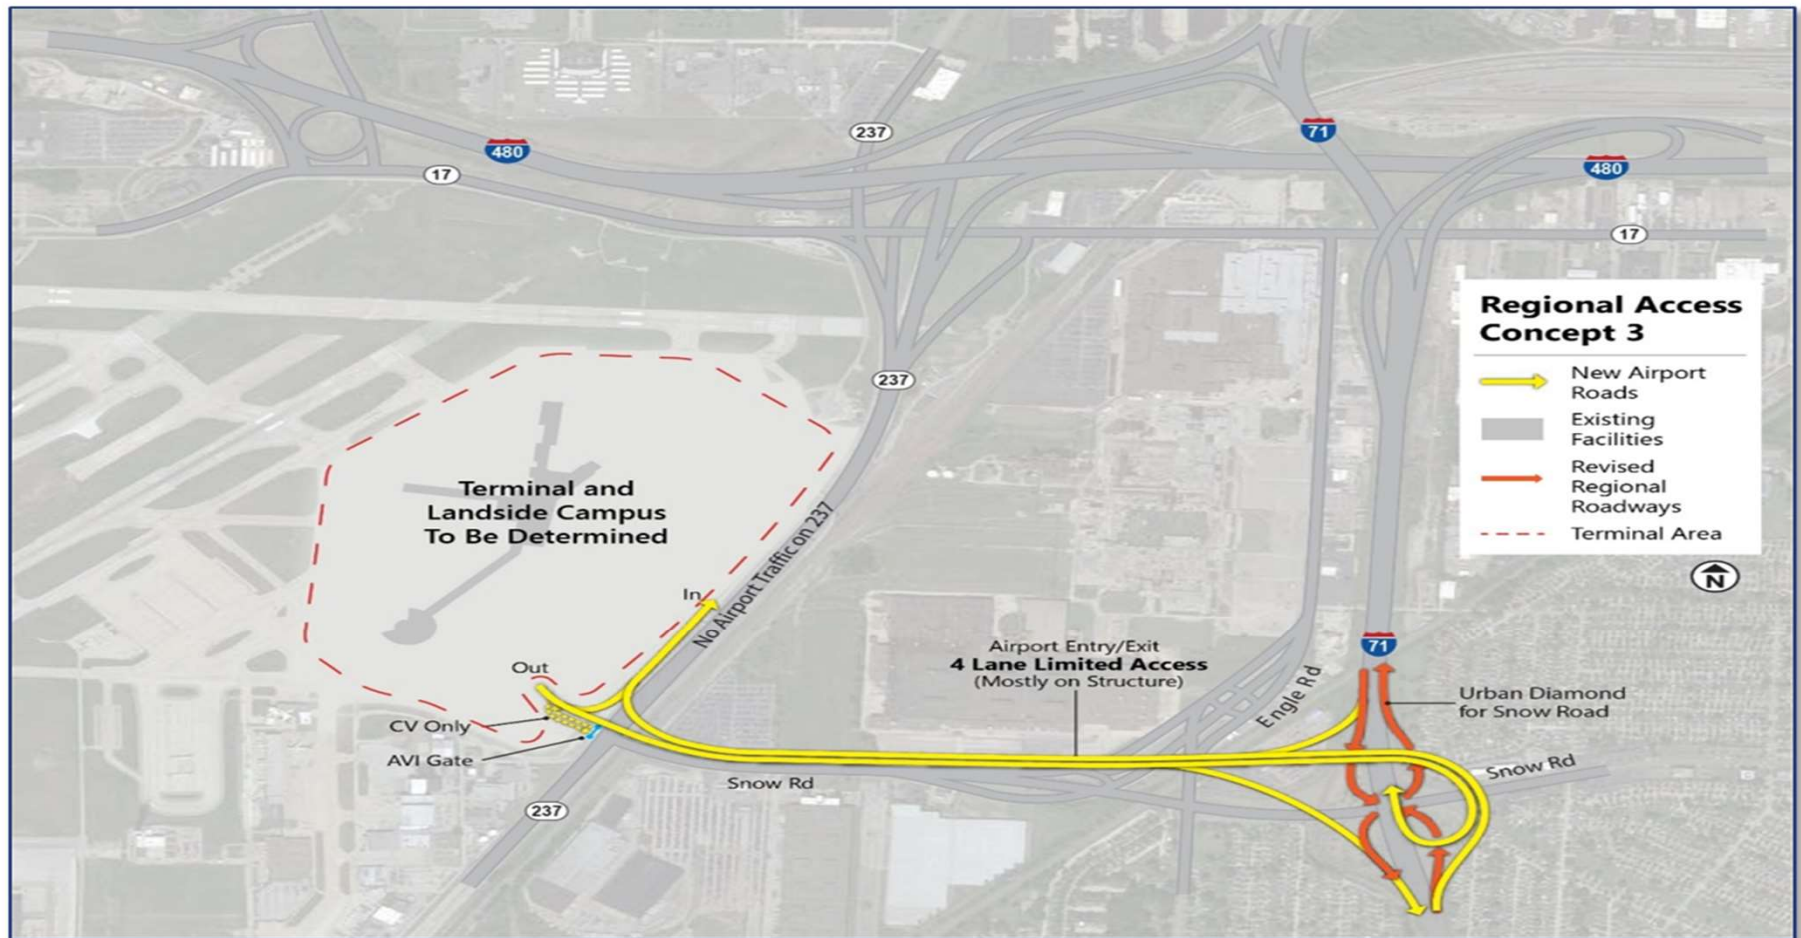 237
71
480
480
17
17
237
Regional Access
Concept 3
New Airport
Roads
Existing
Facilities
Revised
Regional
Roadways
Terminal Area
N
Terminal and
Landside Campus
To Be Determined
No Airport Traffic on 237
In
Out
CV Only
AVI Gate
237
Snow Rd
Airport Entry/Exit
4 Lane Limited Access
(Mostly on Structure)
Engle Rd
71
Urban Diamond
for Snow Road
Snow Rd